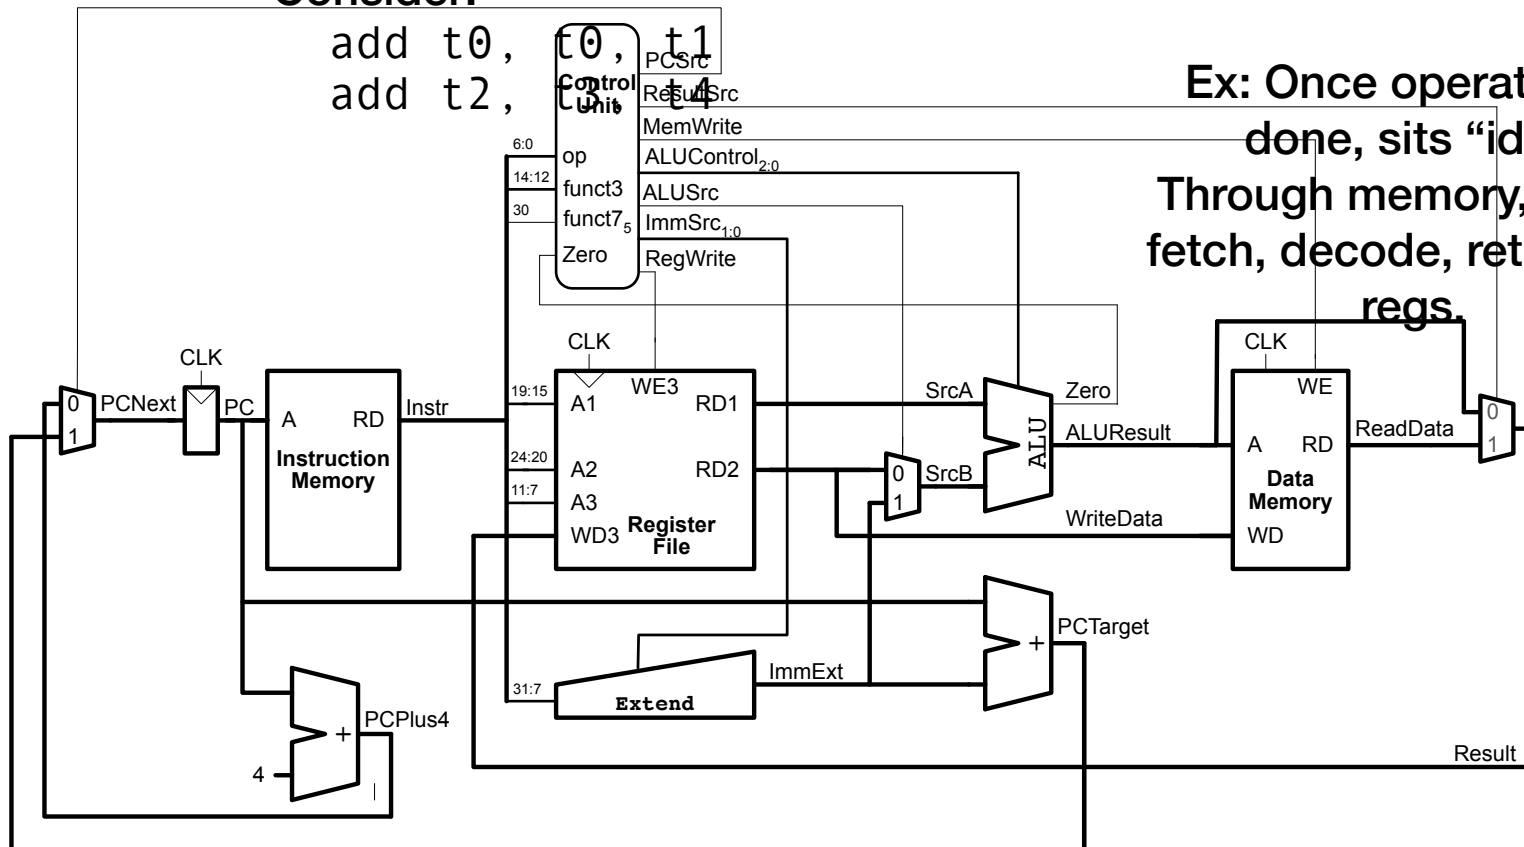 Consider:
add t0, t0, t1
add t2, t3, t4
Ex: Once operat
done, sits “id
Through memory,
fetch, decode, ret
regs.
Control
Unit
PCSrc
ResultSrc
MemWrite
ALUControl2:0
ALUSrc
ImmSrc1:0
RegWrite
6:0
op
14:12
funct3
30
funct75
Zero
CLK
0
1
PCNext
PC
A
RD
Instruction
Memory
Instr
CLK
19:15
A1
WE3
RD1
24:20
A2
RD2
11:7
A3
WD3
Register
File
SrcA
0
1
SrcB
ALU
Zero
ALUResult
WriteData
CLK
WE
A
RD
Data
Memory
WD
ReadData
0
1
31:7
Extend
ImmExt
+
PCTarget
+
PCPlus4
4
Result